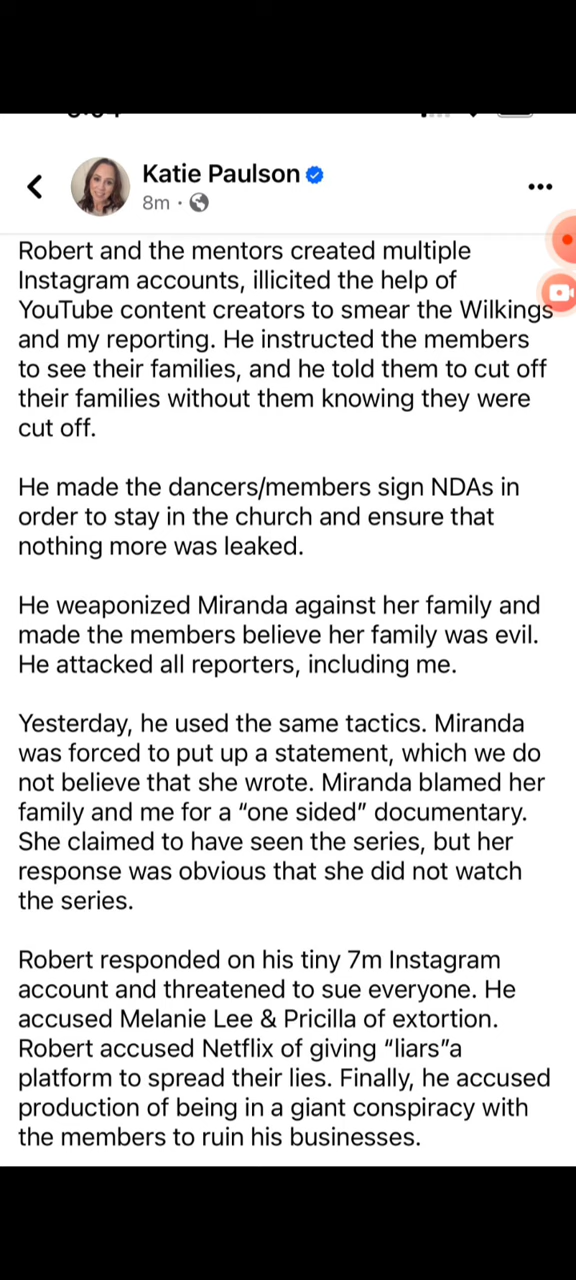 Katie Paulson
8m
Robert and the mentors created multiple
Instagram accounts, illicited the help of
YouTube content creators to smear the Wilkings
and my reporting. He instructed the members
to see their families, and he told them to cut off
their families without them knowing they were
cut off.
He made the dancers/members sign NDAs in
order to stay in the church and ensure that
nothing more was leaked.
He weaponized Miranda against her family and
made the members believe her family was evil.
He attacked all reporters, including me.
Yesterday, he used the same tactics. Miranda
was forced to put up a statement, which we do
not believe that she wrote. Miranda blamed her
family and me for a “one sided” documentary.
She claimed to have seen the series, but her
response was obvious that she did not watch
the series.
Robert responded on his tiny 7m Instagram
account and threatened to sue everyone. He
accused Melanie Lee & Pricilla of extortion.
Robert accused Netflix of giving “liars”a
platform to spread their lies. Finally, he accused
production of being in a giant conspiracy with
the members to ruin his businesses.